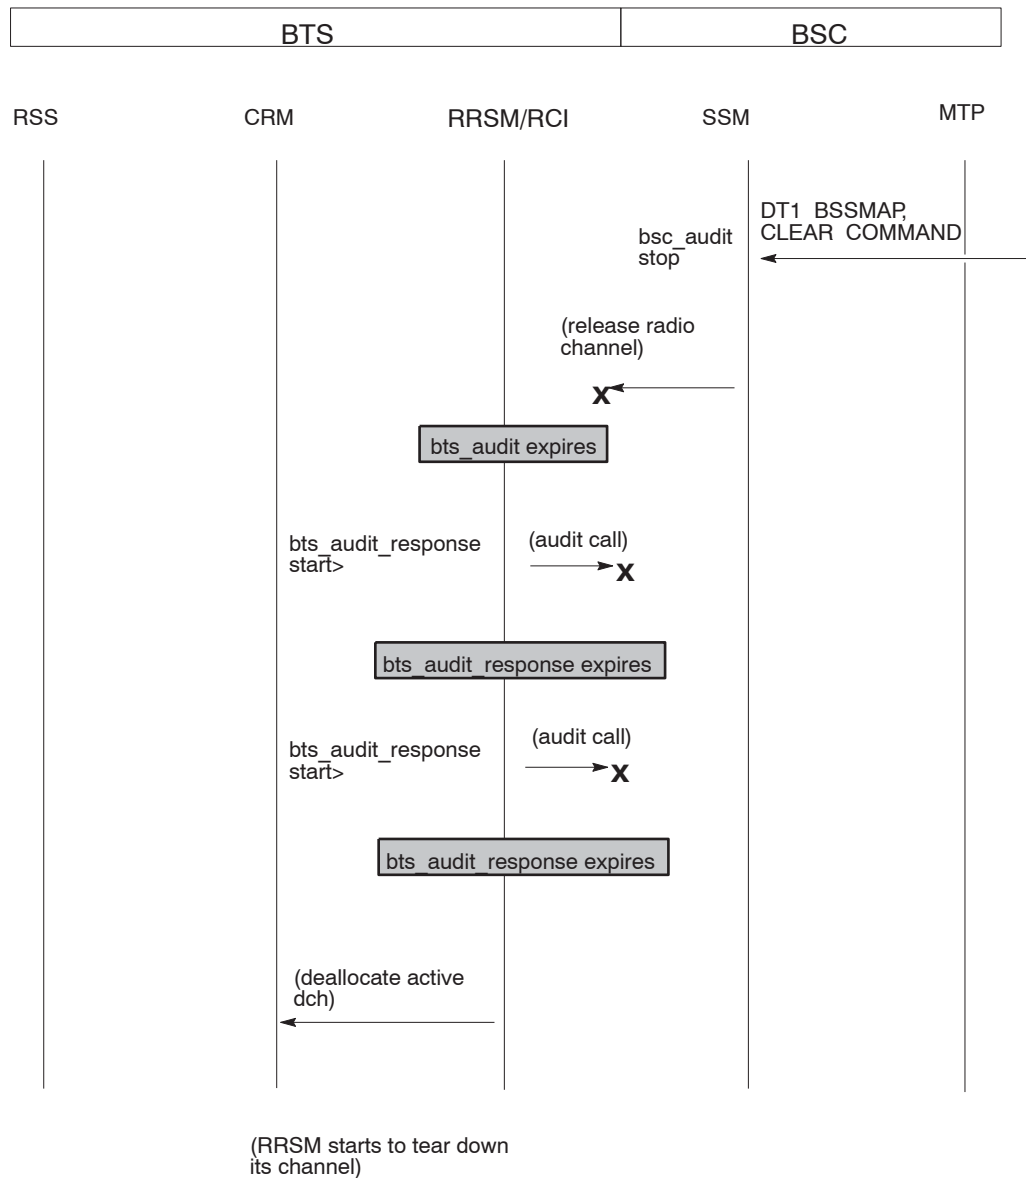 BTS
BSC
RSS
CRM
RRSM/RCI
SSM
MTP
DT1 BSSMAP,
CLEAR COMMAND
bsc_audit
stop
(release radio
channel)
X
bts_audit expires
bts_audit_response
start>
(audit call)
X
bts_audit_response expires
bts_audit_response
start>
(audit call)
X
bts_audit_response expires
(deallocate active
dch)
(RRSM starts to tear down
its channel)